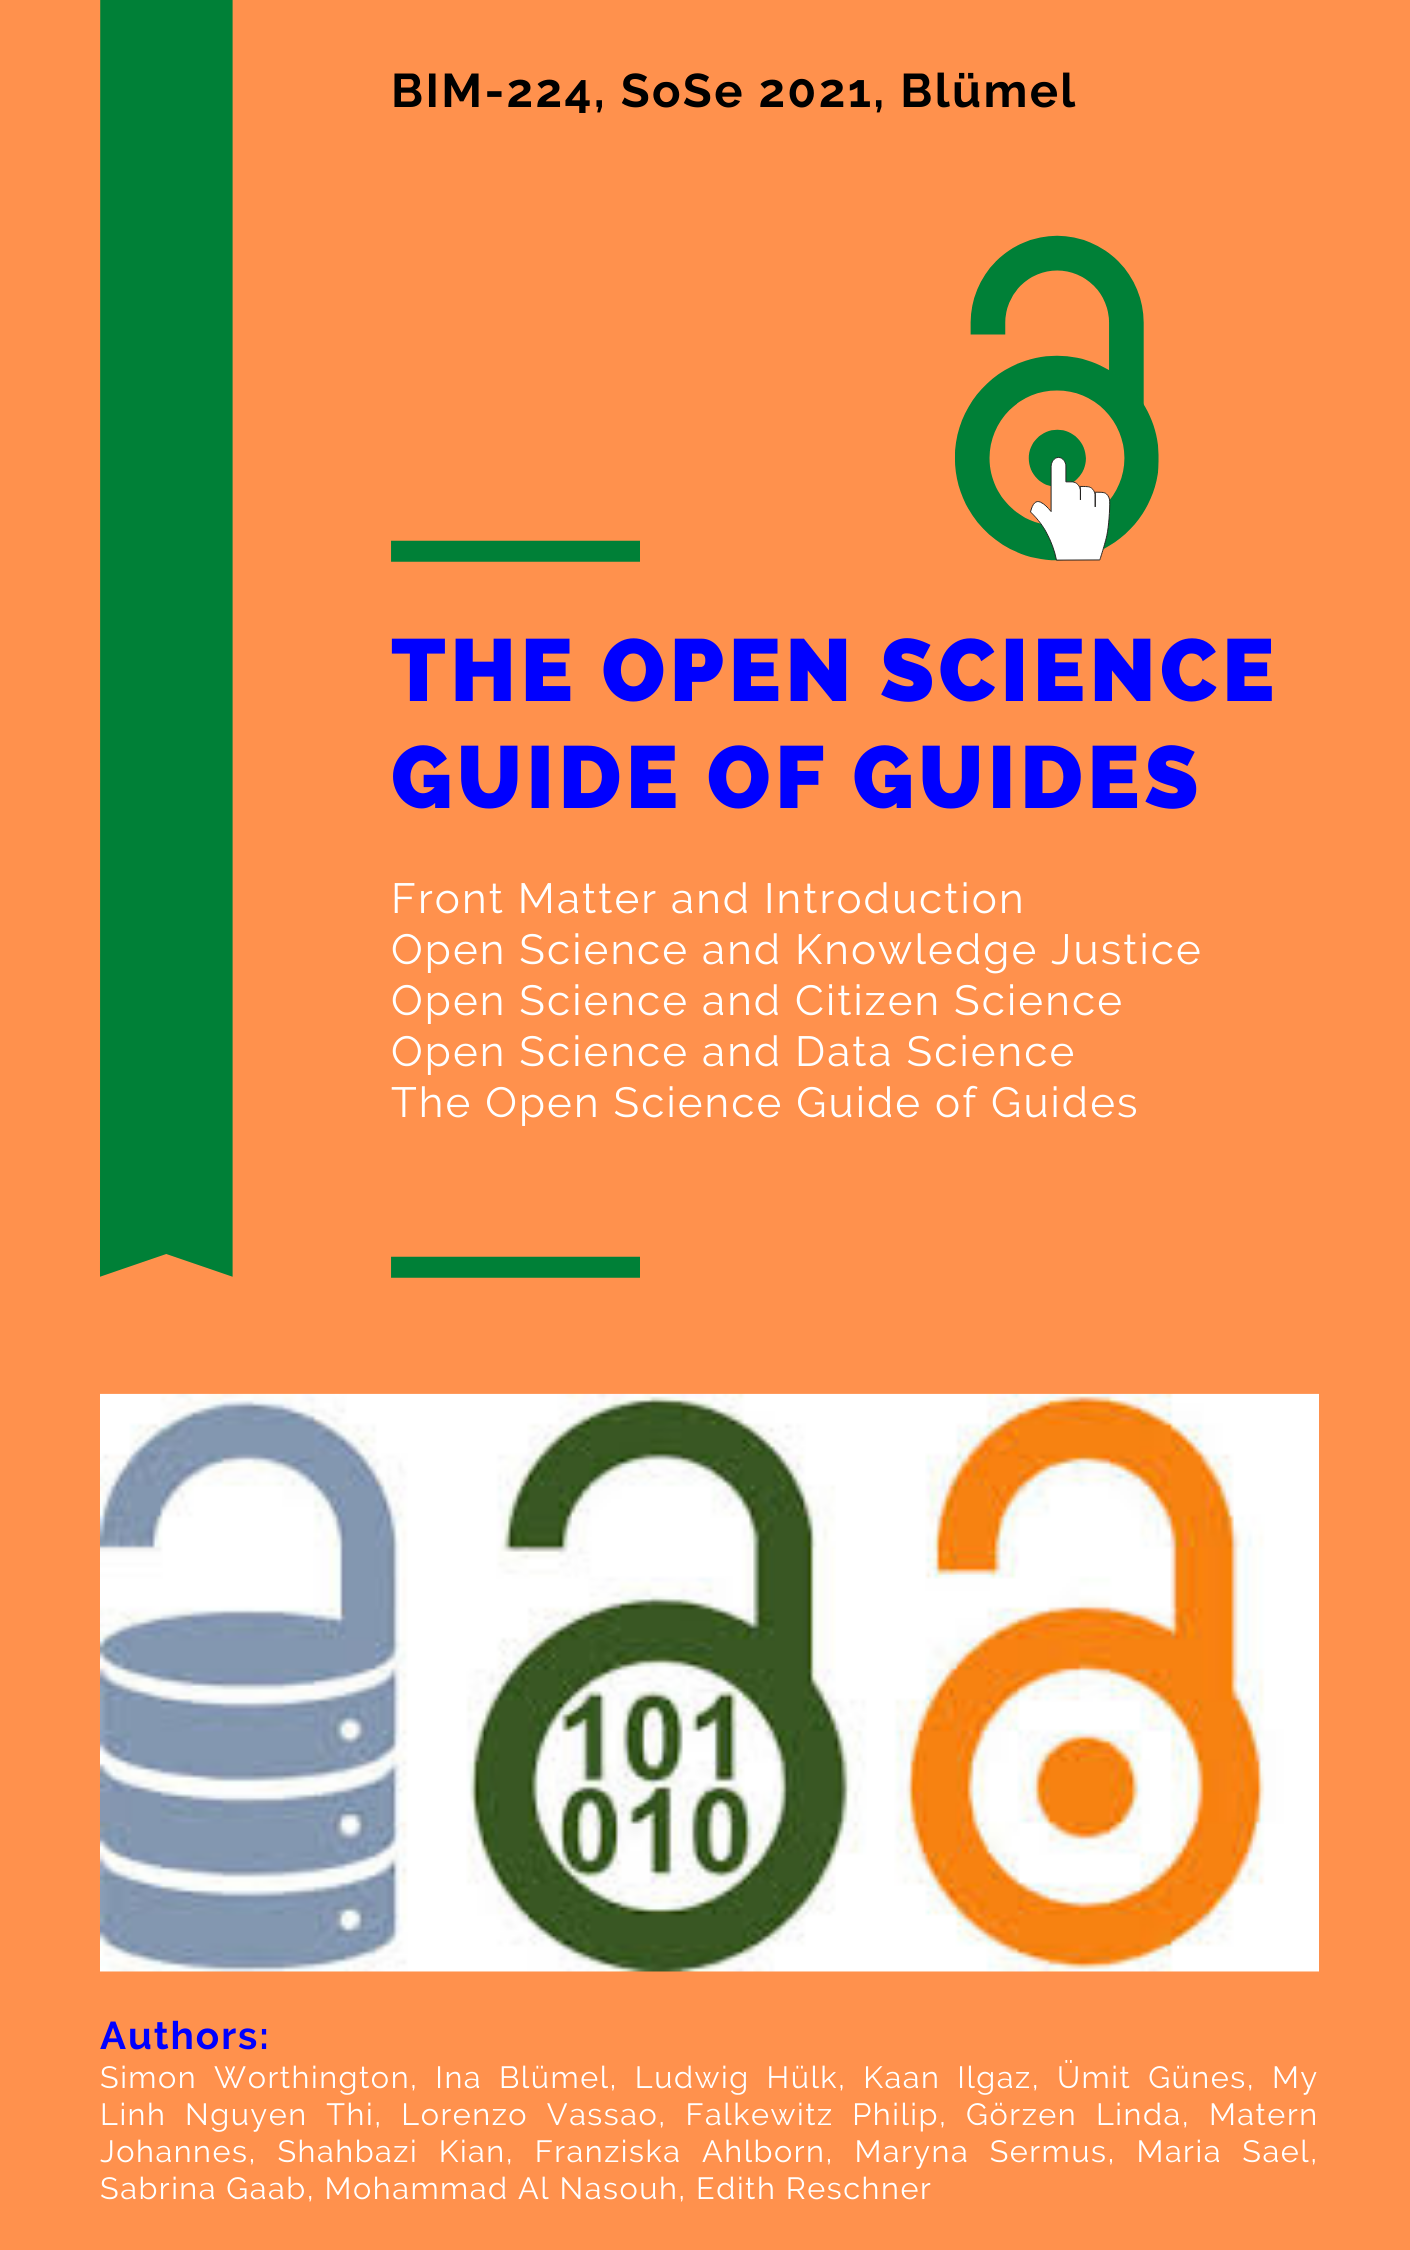 BIM-224, SoSe 2021, Blümel
THE OPEN SCIENCE
GUIDE OF GUIDES
Front Matter and Introduction
Open Science and Knowledge Justice
Open Science and Citizen Science
Open Science and Data Science
The Open Science Guide of Guides
101
010
Authors:
Simon Worthington, Ina Blümel, Ludwig Hülk, Kaan Ilgaz, Ümit Günes, My
Linh Nguyen Thi, Lorenzo Vassao, Falkewitz Philip, Görzen Linda, Matern
Johannes, Shahbazi Kian, Franziska Ahlborn, Maryna Sermus, Maria Sael,
Sabrina Gaab, Mohammad Al Nasouh, Edith Reschner